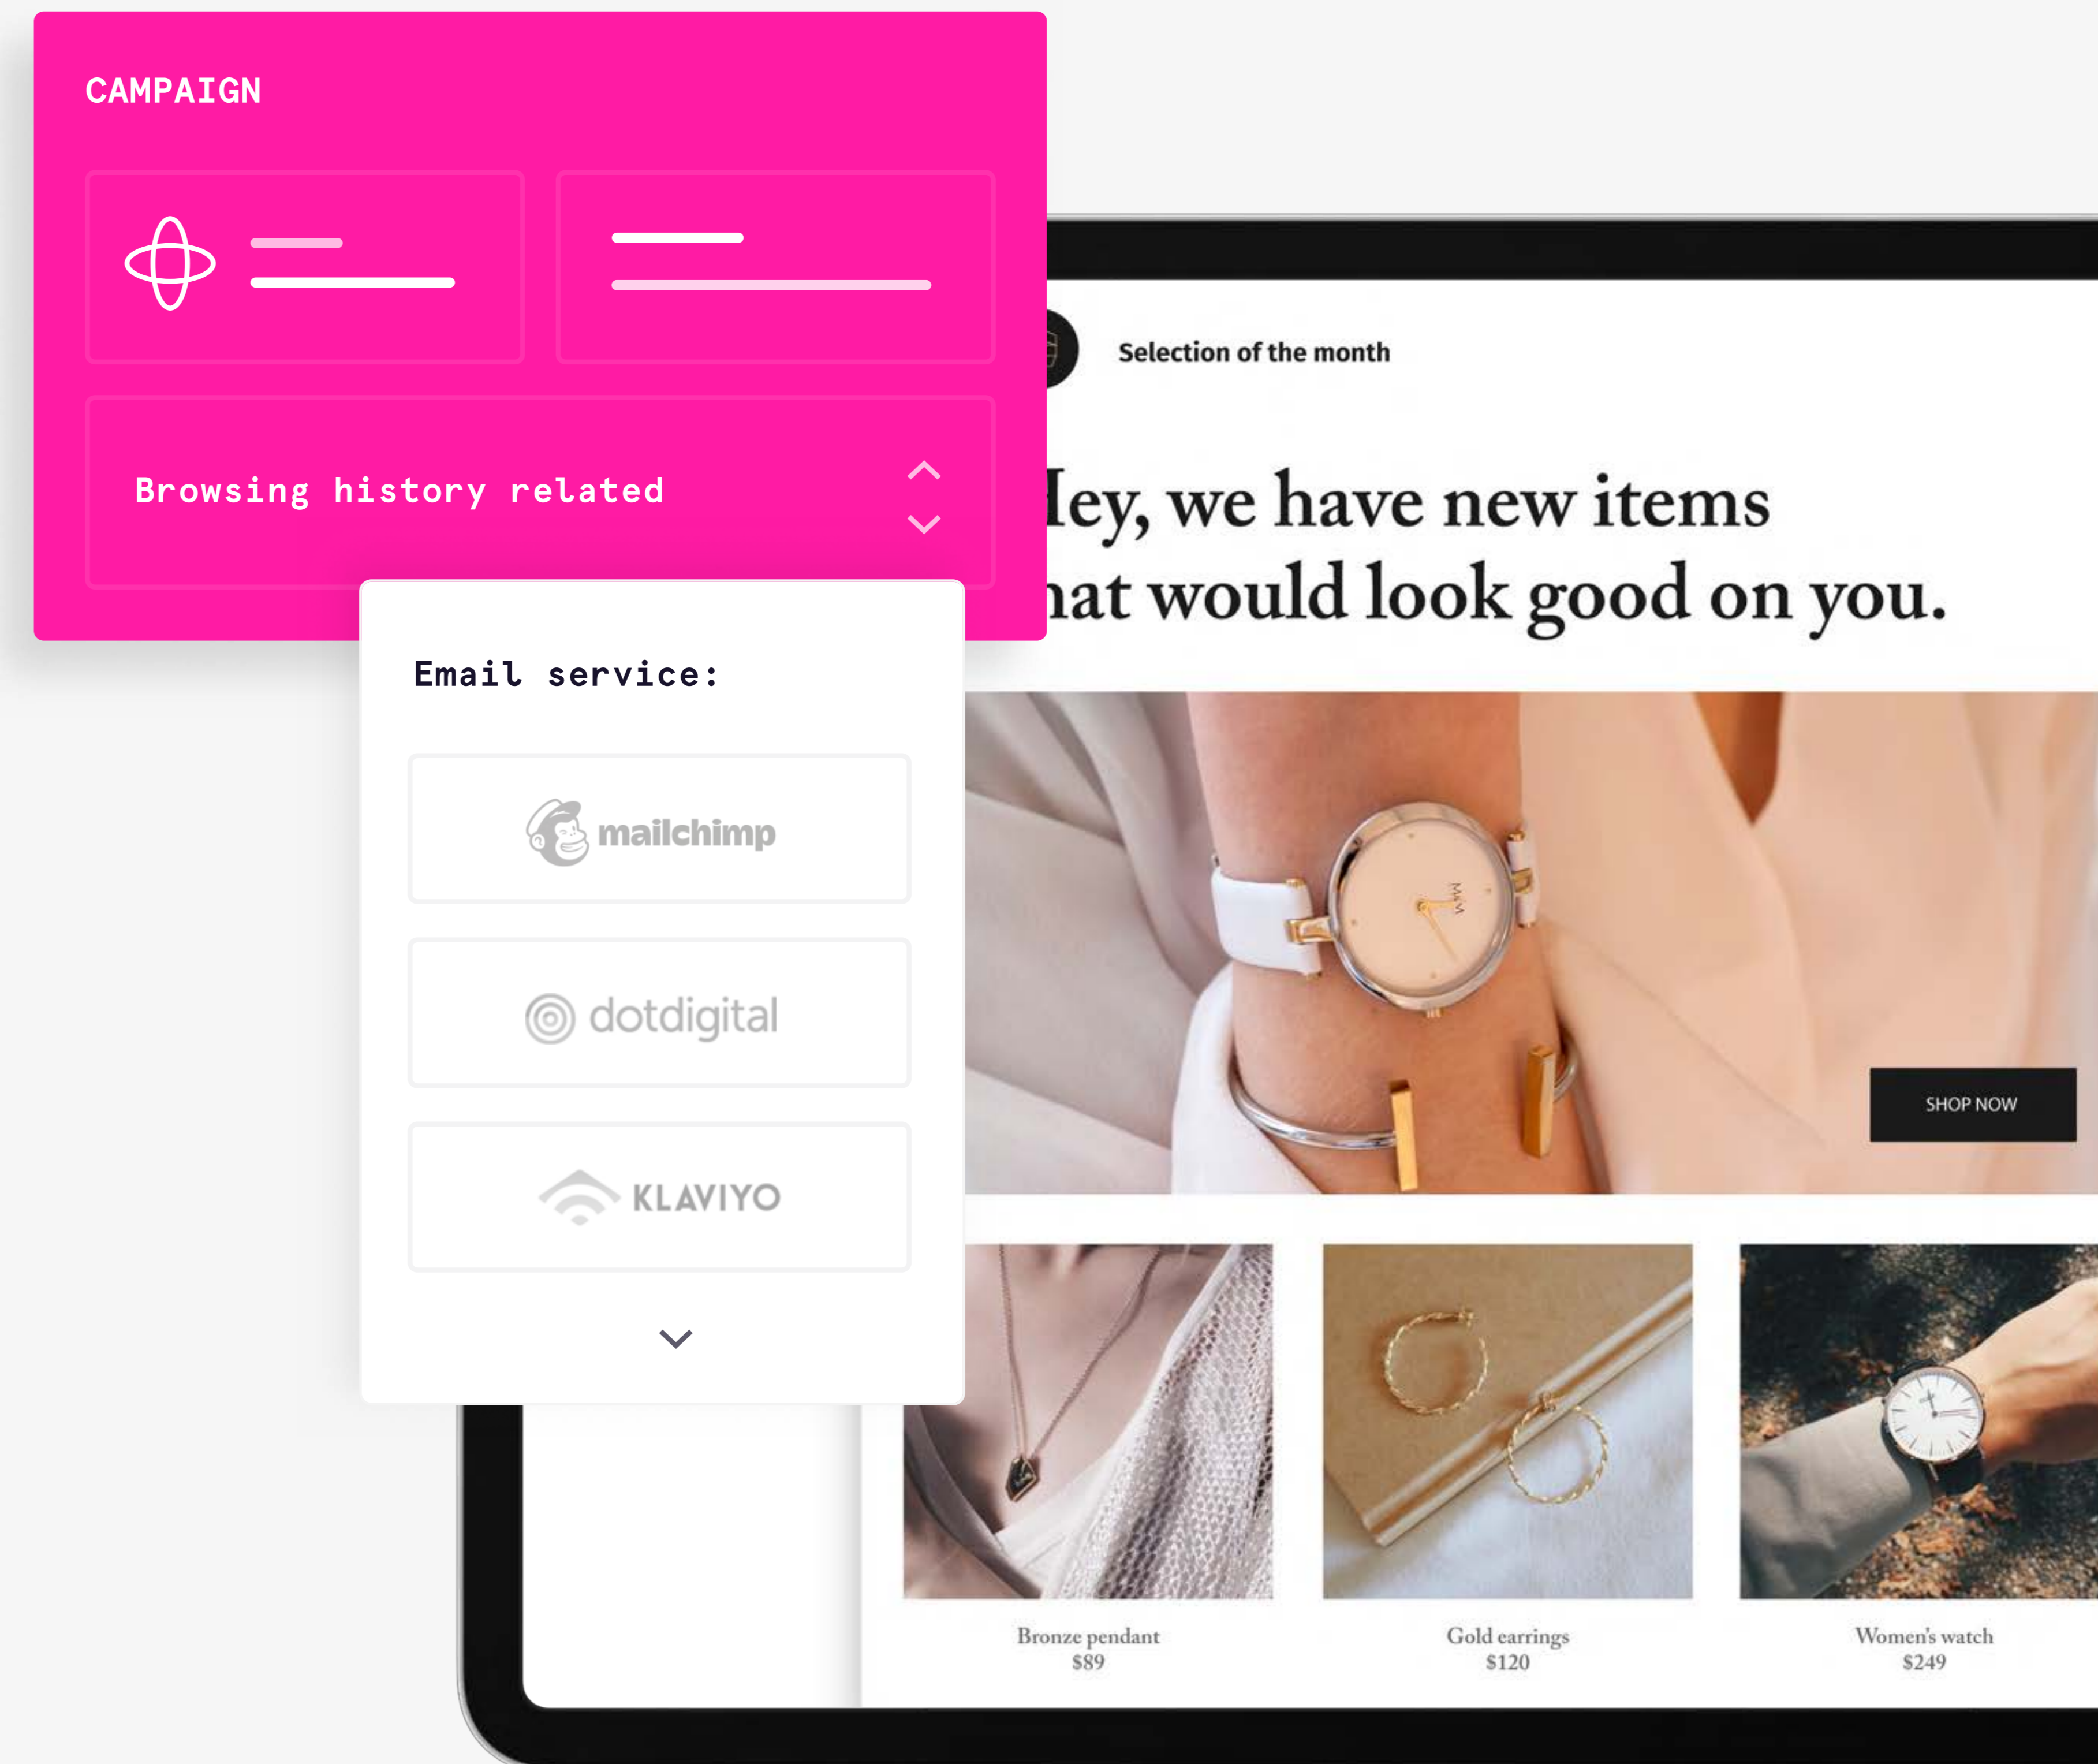 CAMPAIGN
Browsing history related
Email service:
mailchimp
dotdigital
KLAVIYO
Selection of the month
ey, we have new items
hat would look good on you.
M&M
SHOP NOW
Bronze pendant
$89
Gold earrings
$120
Women's watch
$249